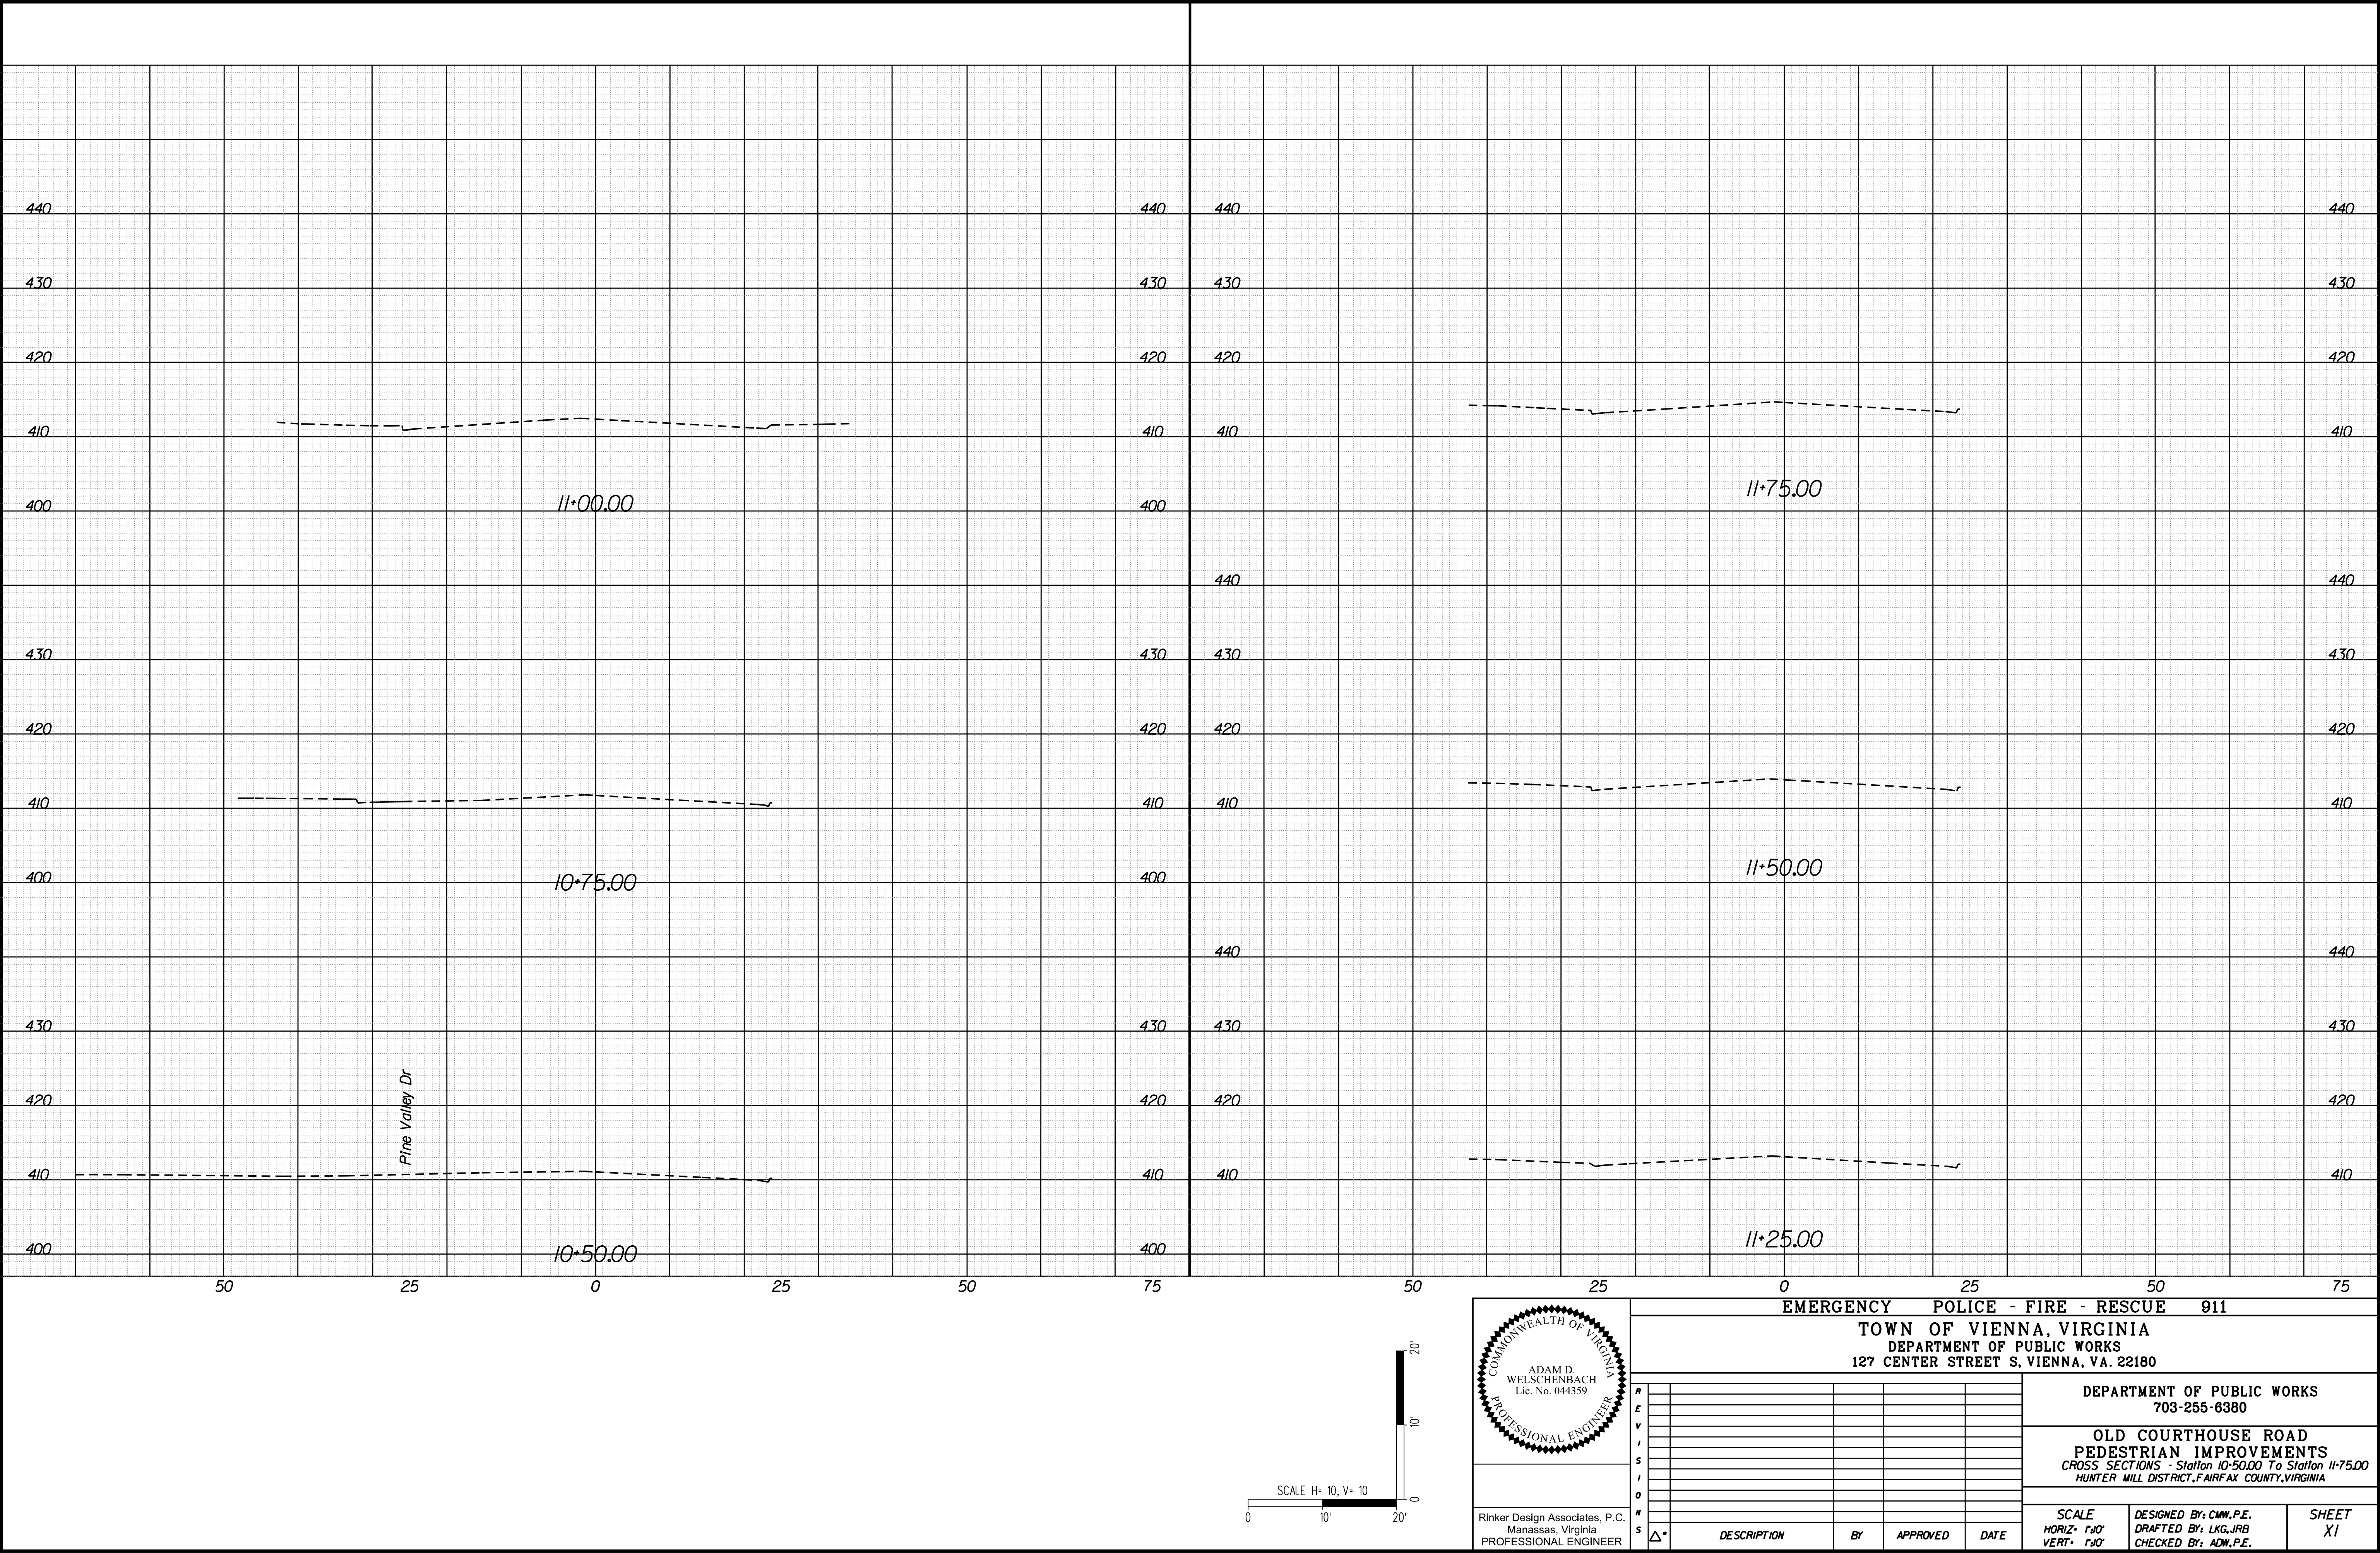 440 440 440 440
430 430 430 430
420 420 420 420
410 410 410 410
11+75.00
11+00.00
400 400
440 440
430 430 430 430
420 420 420 420
410 410 410 410
11+50.00
10+75.00
400 400
440 440
430 430 430 430
Pine Valley Dr
420 420 420 420
410 410 410 410
11+25.00
10+50.00
400 400
50 25 0 25 50 75 50 25 0 25 50 75
SCALE H= 10, V= 10
0 10' 20'
0 10' 20'
COMMONWEALTH OF VIRGINIA
ADAM D.
WELSCHENBACH
Lic. No. 044359
PROFESSIONAL ENGINEER
Rinker Design Associates, P.C.
Manassas, Virginia
PROFESSIONAL ENGINEER
EMERGENCY POLICE - FIRE - RESCUE 911
TOWN OF VIENNA, VIRGINIA
DEPARTMENT OF PUBLIC WORKS
127 CENTER STREET S, VIENNA, VA. 22180
REVISIONS
DESCRIPTION BY APPROVED DATE
DEPARTMENT OF PUBLIC WORKS
703-255-6380
OLD COURTHOUSE ROAD
PEDESTRIAN IMPROVEMENTS
CROSS SECTIONS - Station 10+50.00 To Station 11+75.00
HUNTER MILL DISTRICT, FAIRFAX COUNTY, VIRGINIA
SCALE
HORIZ= 1"=10'
VERT= 1"=10'
DESIGNED BY: CMW, P.E.
DRAFTED BY: LKG, JRB
CHECKED BY: ADW, P.E.
SHEET
X1